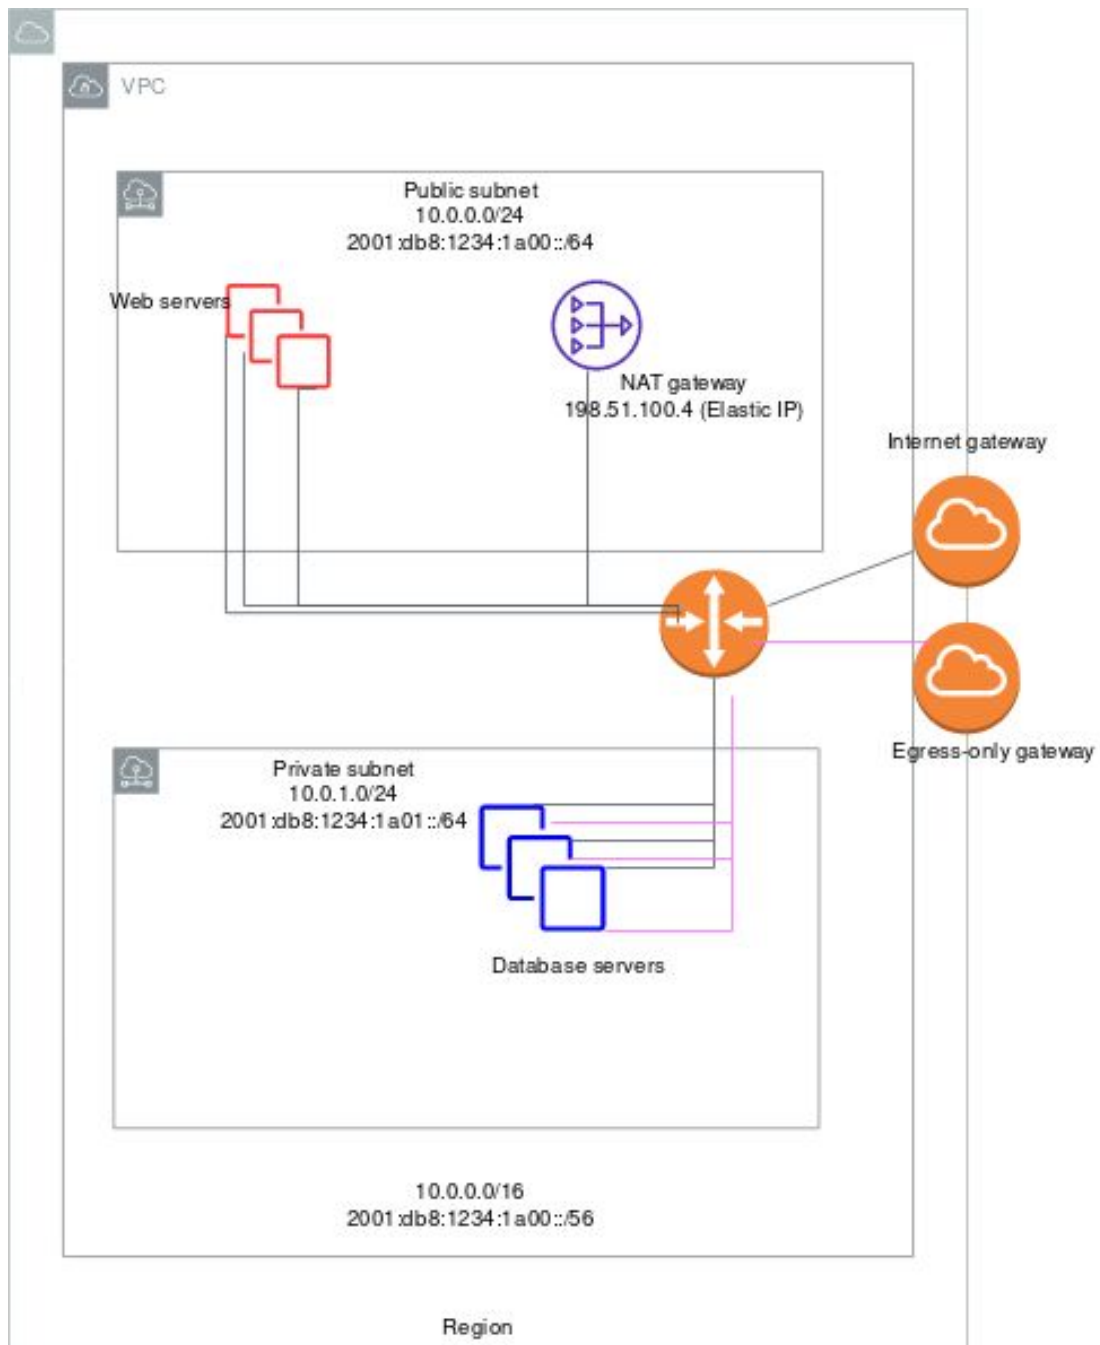 VPC
Public subnet
10.0.0.0/24
2001:db8:1234:1a00::/64
Web servers
NAT gateway
198.51.100.4 (Elastic IP)
Internet gateway
Egress-only gateway
Private subnet
10.0.1.0/24
2001:db8:1234:1a01::/64
Database servers
10.0.0.0/16
2001:db8:1234:1a00::/56
Region